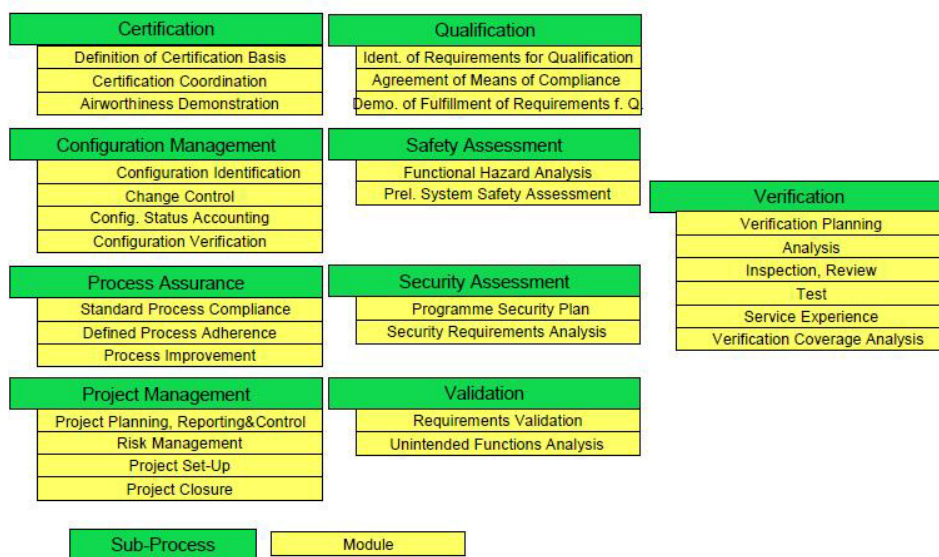 Certification
Definition of Certification Basis
Certification Coordination
Airworthiness Demonstration
Qualification
Ident. of Requirements for Qualification
Agreement of Means of Compliance
Demo. of Fulfillment of Requirements f. Q.
Configuration Management
Configuration Identification
Change Control
Config. Status Accounting
Configuration Verification
Safety Assessment
Functional Hazard Analysis
Prel. System Safety Assessment
Verification
Verification Planning
Analysis
Inspection, Review
Test
Service Experience
Verification Coverage Analysis
Process Assurance
Standard Process Compliance
Defined Process Adherence
Process Improvement
Security Assessment
Programme Security Plan
Security Requirements Analysis
Project Management
Project Planning, Reporting&Control
Risk Management
Project Set-Up
Project Closure
Validation
Requirements Validation
Unintended Functions Analysis
Sub-Process
Module